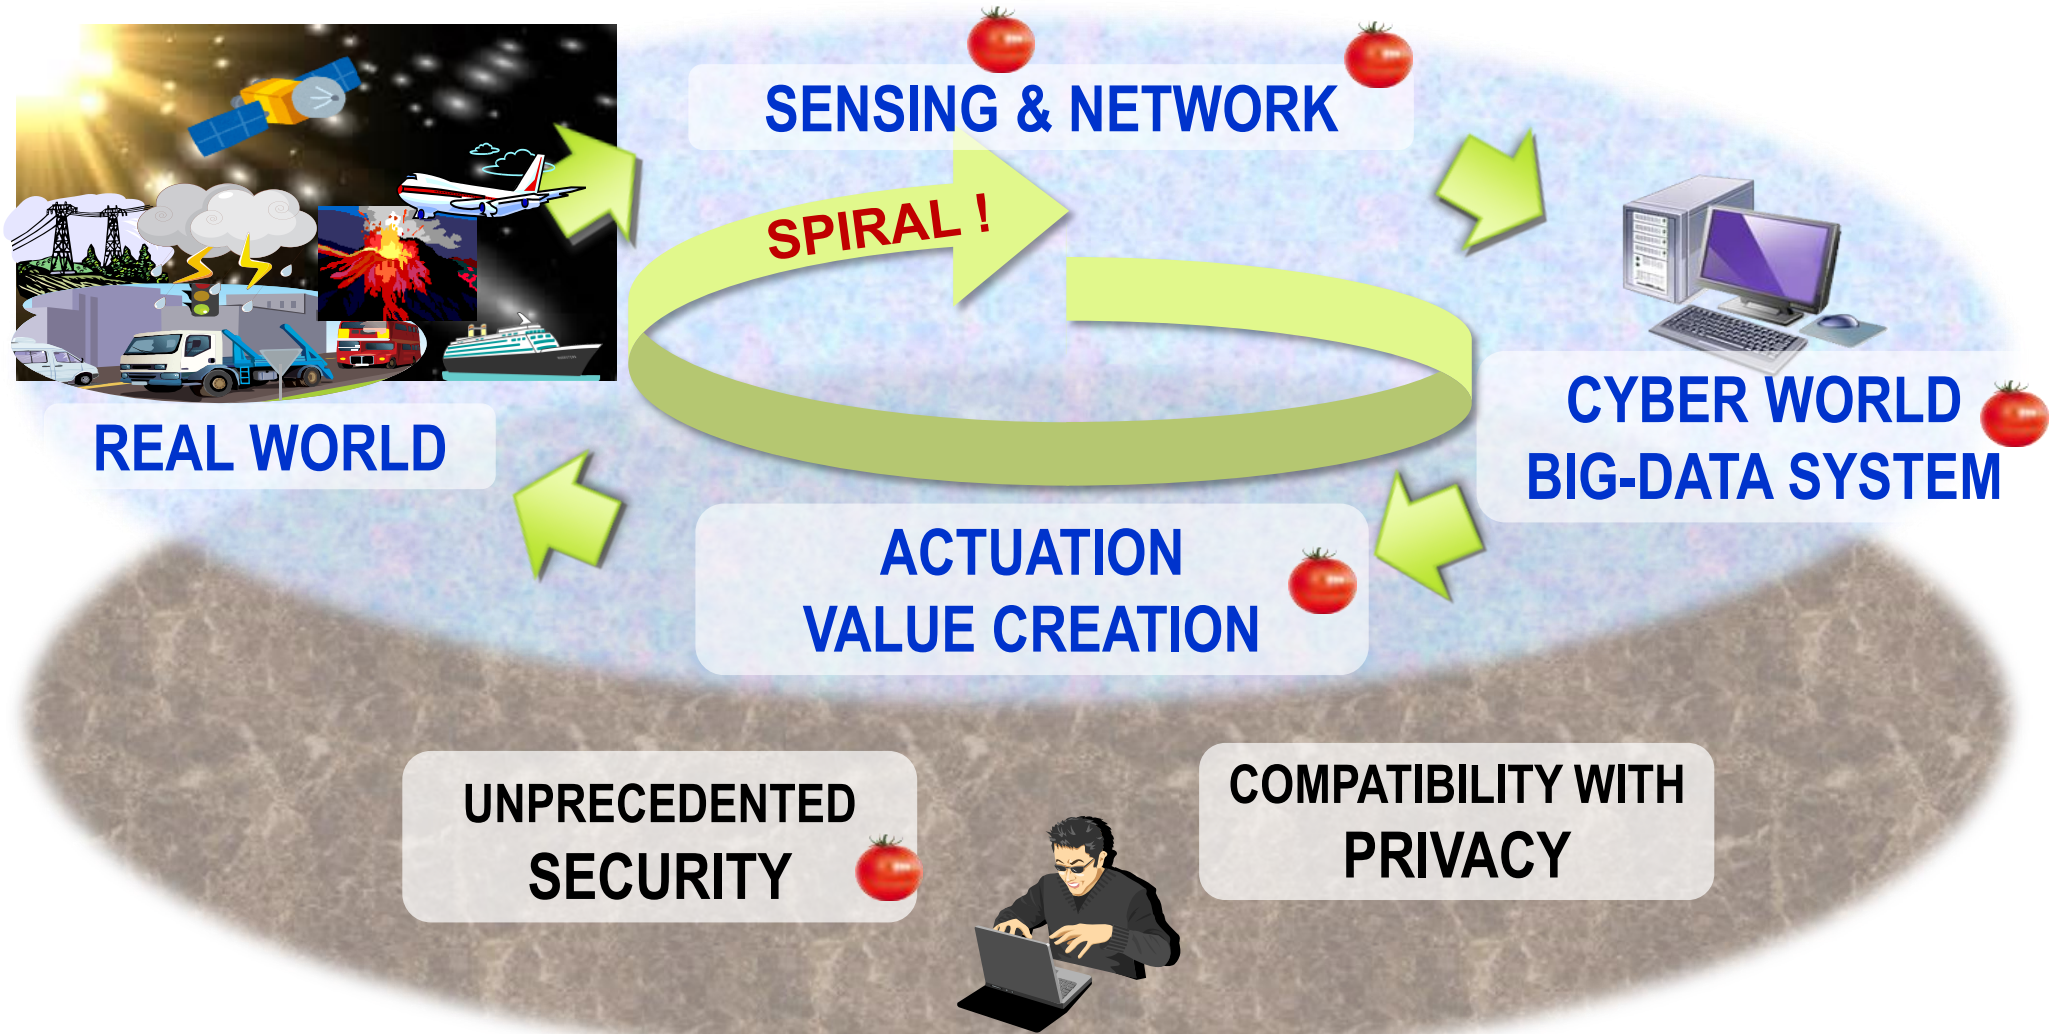 SENSING & NETWORK
SPIRAL !
REAL WORLD
CYBER WORLD
BIG-DATA SYSTEM
ACTUATION
VALUE CREATION
UNPRECEDENTED
SECURITY
COMPATIBILITY WITH
PRIVACY